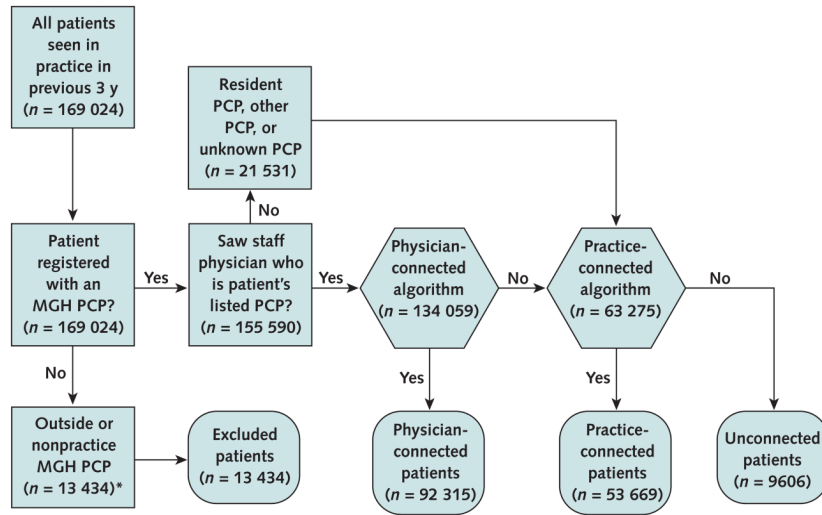 All patients
seen in
practice in
previous 3 y
(n = 169 024)
Resident
PCP, other
PCP, or
unknown PCP
(n = 21 531)
No
Patient
registered
with an
MGH PCP?
(n = 169 024)
Yes
Saw staff
physician who
is patient's
listed PCP?
(n = 155 590)
Yes
Physician-
connected
algorithm
(n = 134 059)
No
Practice-
connected
algorithm
(n = 63 275)
No
No
Yes
Yes
Outside or
nonpractice
MGH PCP
(n = 13 434)*
Excluded
patients
(n = 13 434)
Physician-
connected
patients
(n = 92 315)
Practice-
connected
patients
(n = 53 669)
Unconnected
patients
(n = 9606)